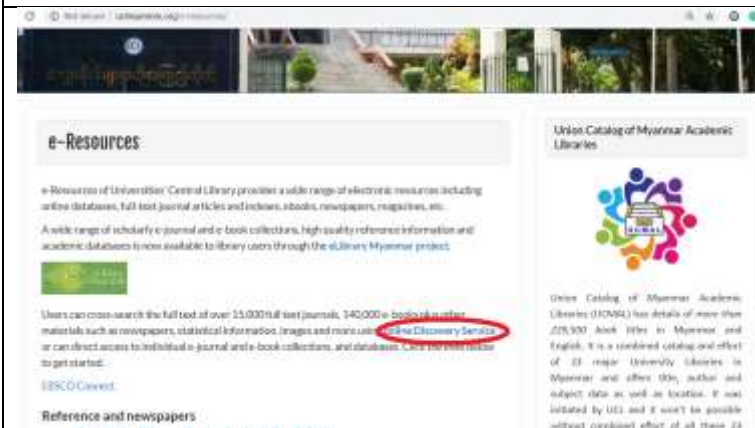 Not secure | uclmyanmar.org/e-resources/
e-Resources
e-Resources of Universities' Central Library provides a wide range of electronic resources including
online databases, full-text journal articles and indexes, ebooks, newspapers, magazines, etc.
A wide range of scholarly e-journal and e-book collections, high quality reference information and
academic databases is now available to library users through the eLibrary Myanmar project.
Users can cross-search the full text of over 15,000 full text journals, 140,000 e-books plus other
materials such as newspapers, statistical information, images and more using Online Discovery Service
or can direct access to individual e-journal and e-book collections, and databases. Click the links below
to get started.
EBSCO Connect
Reference and newspapers
Union Catalog of Myanmar Academic
Libraries
UCMAL
Union Catalog of Myanmar Academic
Libraries (UCMAL) has details of more than
English. It is a combined catalog and effort
of 23 major University Libraries in
Myanmar and offers title, author and
subject data as well as location. It was
initiated by UCL and it won't be possible
without combined effort of all these 23